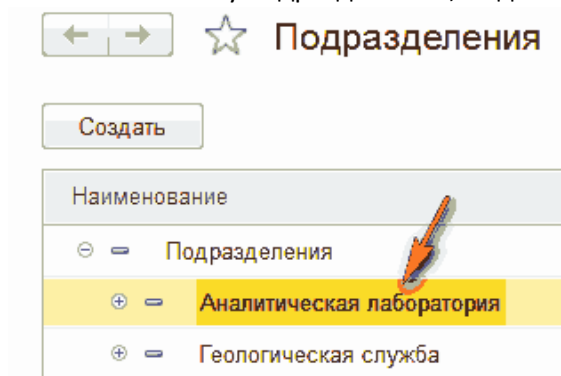 Подразделения
Создать
Наименование
Подразделения
Аналитическая лаборатория
Геологическая служба